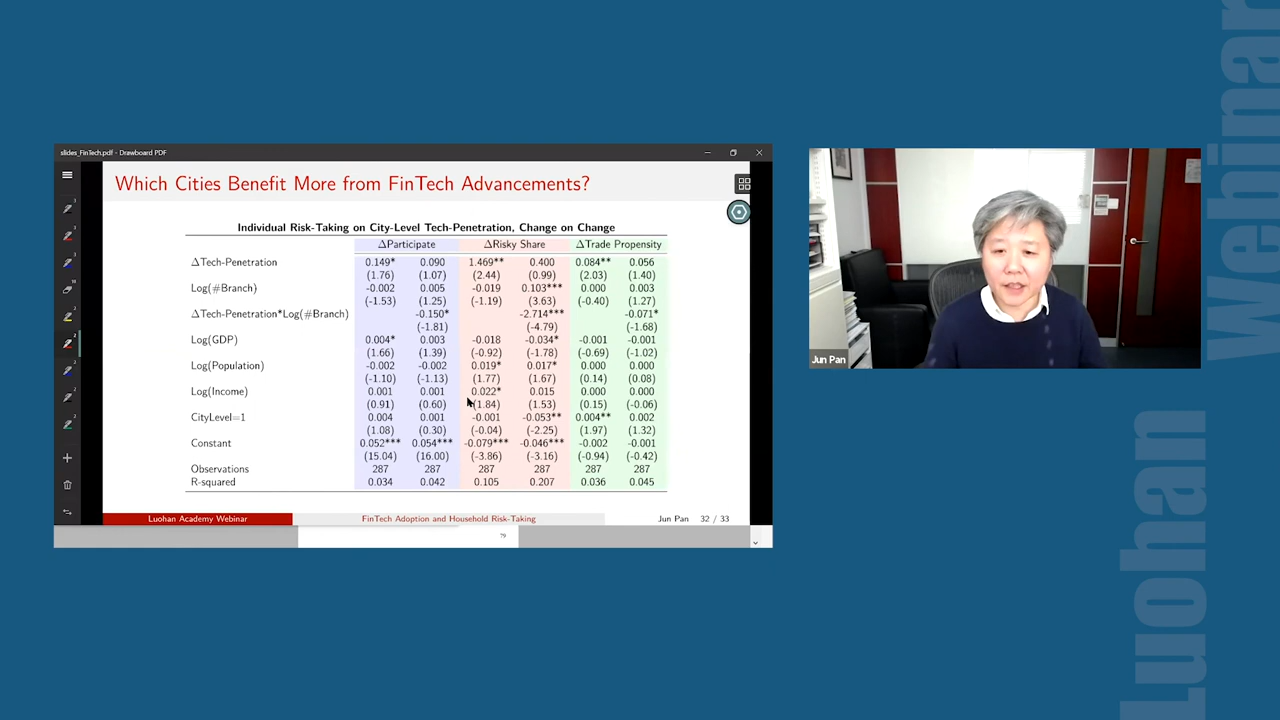 slides_FinTech.pdf - Drawboard PDF
Which Cities Benefit More from FinTech Advancements?
Individual Risk-Taking on City-Level Tech-Penetration, Change on Change
ΔParticipate ΔRisky Share ΔTrade Propensity
ΔTech-Penetration 0.149* 0.090 1.469** 0.400 0.084** 0.056
(1.76) (1.07) (2.44) (0.99) (2.03) (1.40)
Log(#Branch) -0.002 0.005 -0.019 0.103*** 0.000 0.003
(-1.53) (1.25) (-1.19) (3.63) (-0.40) (1.27)
ΔTech-Penetration*Log(#Branch) -0.150* -2.714*** -0.071*
(-1.81) (-4.79) (-1.68)
Log(GDP) 0.004* 0.003 -0.018 -0.034* -0.001 -0.001
(1.66) (1.39) (-0.92) (-1.78) (-0.69) (-1.02)
Log(Population) -0.002 -0.002 0.019* 0.017* 0.000 0.000
(-1.10) (-1.13) (1.77) (1.67) (0.14) (0.08)
Log(Income) 0.001 0.001 0.022* 0.015 0.000 0.000
(0.91) (0.60) (1.84) (1.53) (0.15) (-0.06)
CityLevel=1 0.004 0.001 -0.001 -0.053** 0.004** 0.002
(1.08) (0.30) (-0.04) (-2.25) (1.97) (1.32)
Constant 0.052*** 0.054*** -0.079*** -0.046*** -0.002 -0.001
(15.04) (16.00) (-3.86) (-3.16) (-0.94) (-0.42)
Observations 287 287 287 287 287 287
R-squared 0.034 0.042 0.105 0.207 0.036 0.045
Luohan Academy Webinar FinTech Adoption and Household Risk-Taking Jun Pan 32 / 33
79
Jun Pan
Luohan Webinar